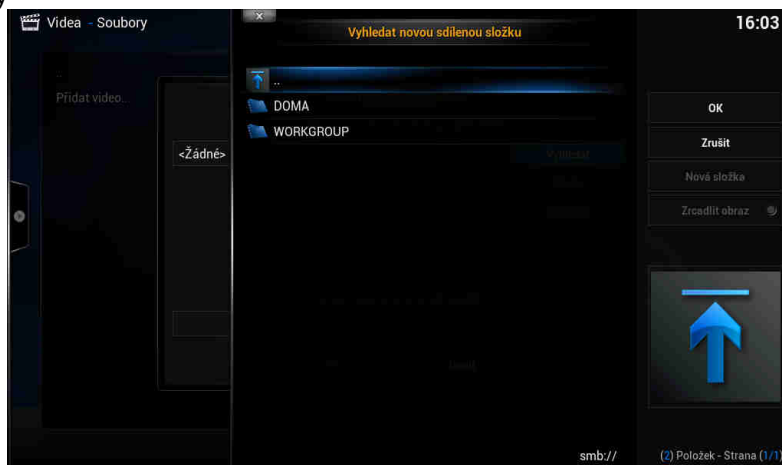 Videa - Soubory
Vyhledat novou sdílenou složku
16:03
..
Přidat video..
<Žádné>
..
DOMA
WORKGROUP
Vyhledat
OK
Zrušit
Nová složka
Zrcadlit obraz
smb://
(2) Položek - Strana (1/1)